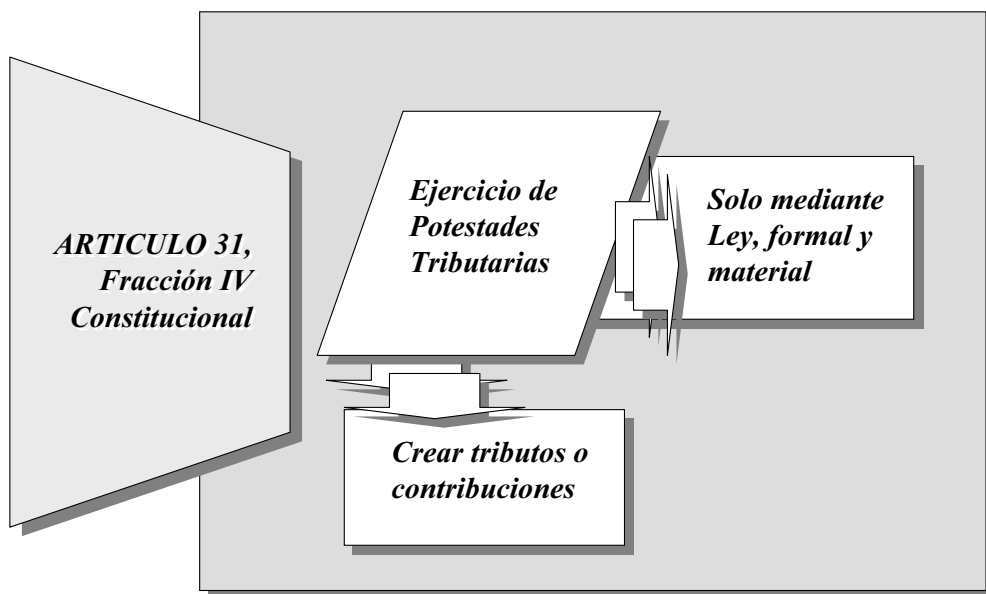 ARTICULO 31,
Fracción IV
Constitucional
Ejercicio de
Potestades
Tributarias
Solo mediante
Ley, formal y
material
Crear tributos o
contribuciones